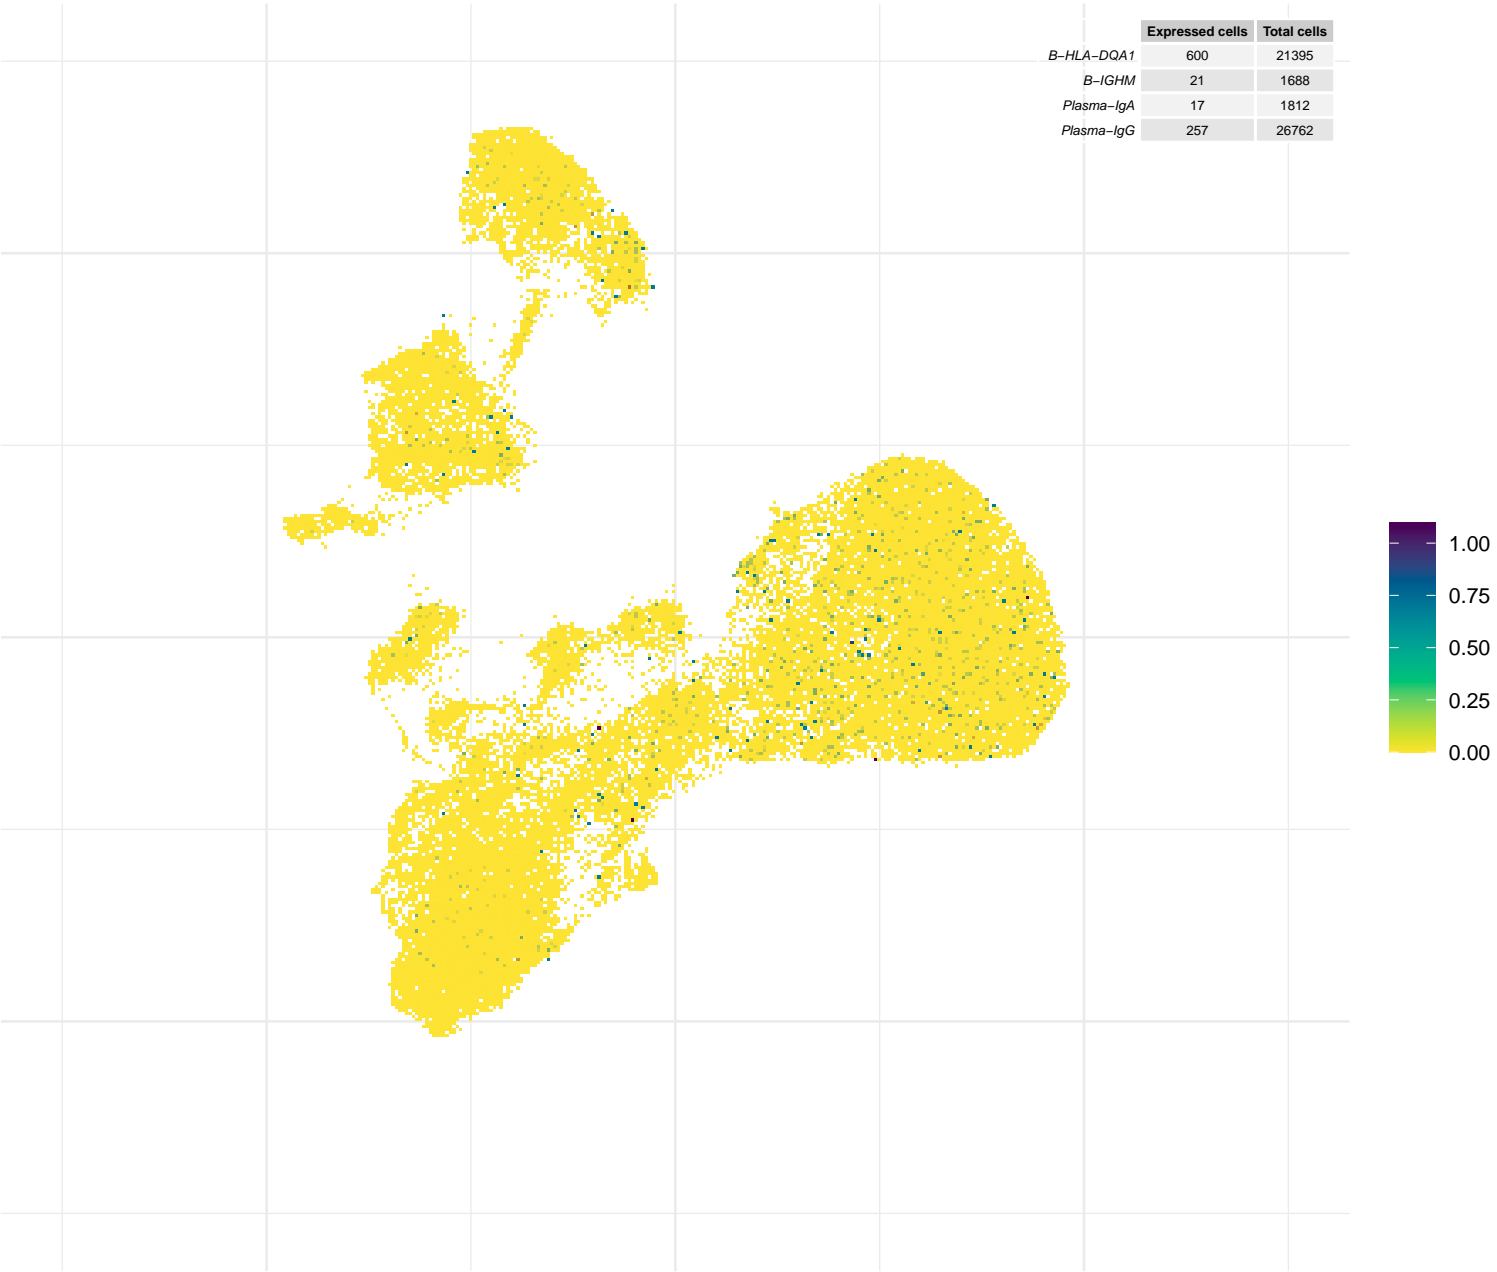 Expressed cells Total cells
B−HLA−DQA1 600 21395
B−IGHM 21 1688
Plasma−IgA 17 1812
Plasma−IgG 257 26762
1.00
0.75
0.50
0.25
0.00